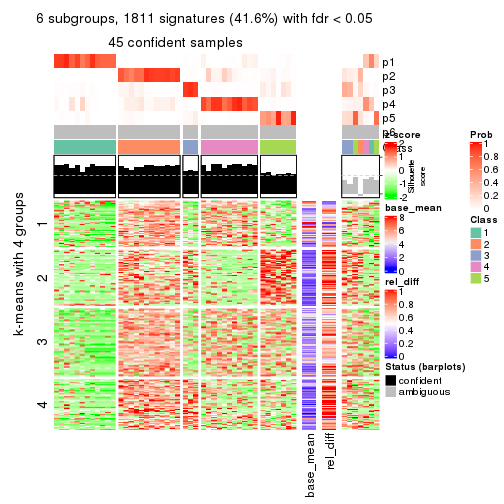 6 subgroups, 1811 signatures (41.6%) with fdr < 0.05
45 confident samples
p1
p2
p3
p4
p5
p6
Class
z-score
2
1
0
-1
-2
Silhouette
score
Prob
1
0.8
0.6
0.4
0.2
0
base_mean
8
6
4
2
0
Class
1
2
3
4
5
rel_diff
1
0.8
0.6
0.4
0.2
0
Status (barplots)
confident
ambiguous
k-means with 4 groups
1
2
3
4
base_mean
rel_diff